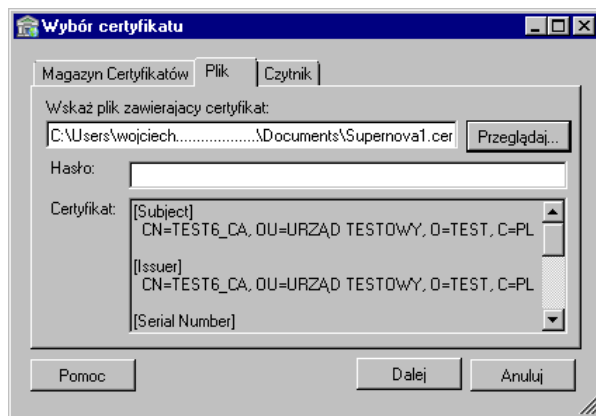 Wybór certyfikatu
Magazyn Certyfikatów Plik Czytnik
Wskaż plik zawierajacy certyfikat:
C:\Users\wojciech...................\Documents\Supernova1.cer Przeglądaj...
Hasło:
Certyfikat: [Subject]
CN=TEST6_CA, OU=URZĄD TESTOWY, O=TEST, C=PL
[Issuer]
CN=TEST6_CA, OU=URZĄD TESTOWY, O=TEST, C=PL
[Serial Number]
Pomoc Dalej Anuluj